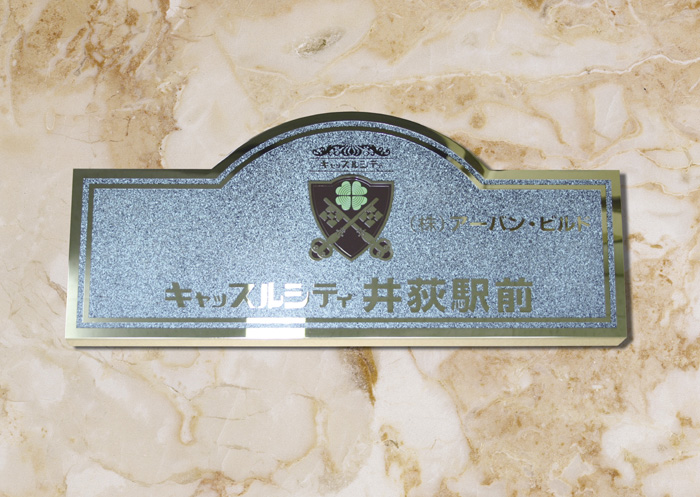 キャッスルシティ
(株)アーバン・ビルド
キャッスルシティ 井荻駅前